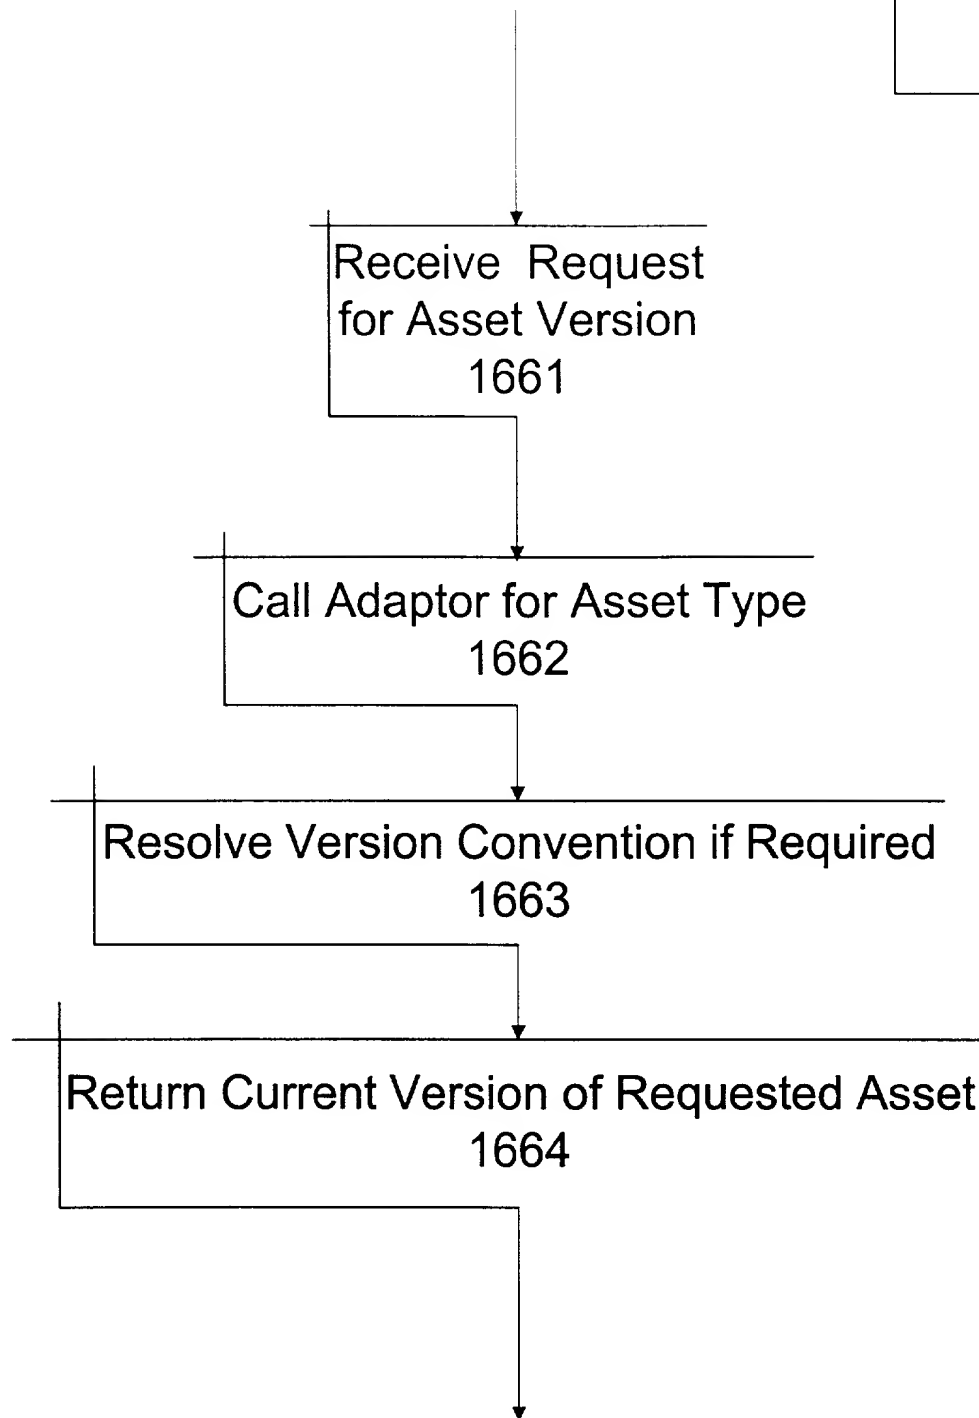 Receive Request
for Asset Version
1661
Call Adaptor for Asset Type
1662
Resolve Version Convention if Required
1663
Return Current Version of Requested Asset
1664